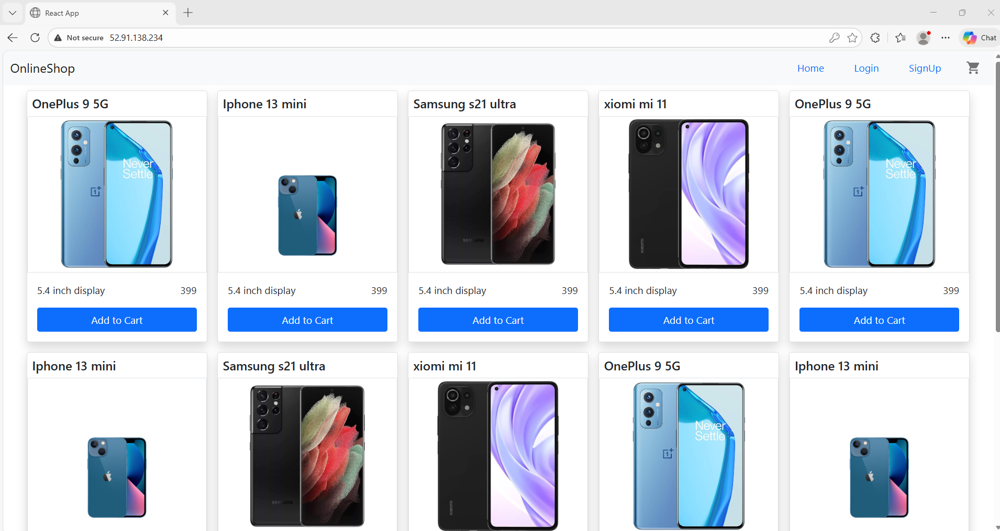 React App
Not secure 52.91.138.234
Chat
OnlineShop
Home Login SignUp
OnePlus 9 5G
Iphone 13 mini
Samsung s21 ultra
xiomi mi 11
OnePlus 9 5G
Never
Settle
SAMSUNG
xiaomi
Never
Settle
5.4 inch display 399
5.4 inch display 399
5.4 inch display 399
5.4 inch display 399
5.4 inch display 399
Add to Cart
Add to Cart
Add to Cart
Add to Cart
Add to Cart
Iphone 13 mini
Samsung s21 ultra
xiomi mi 11
OnePlus 9 5G
Iphone 13 mini
SAMSUNG
xiaomi
Never
Settle